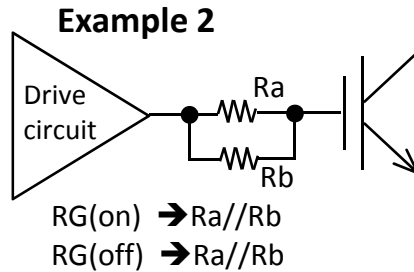 Example 2
Drive
circuit
Ra
Rb
RG(on) ➔Ra//Rb
RG(off) ➔Ra//Rb